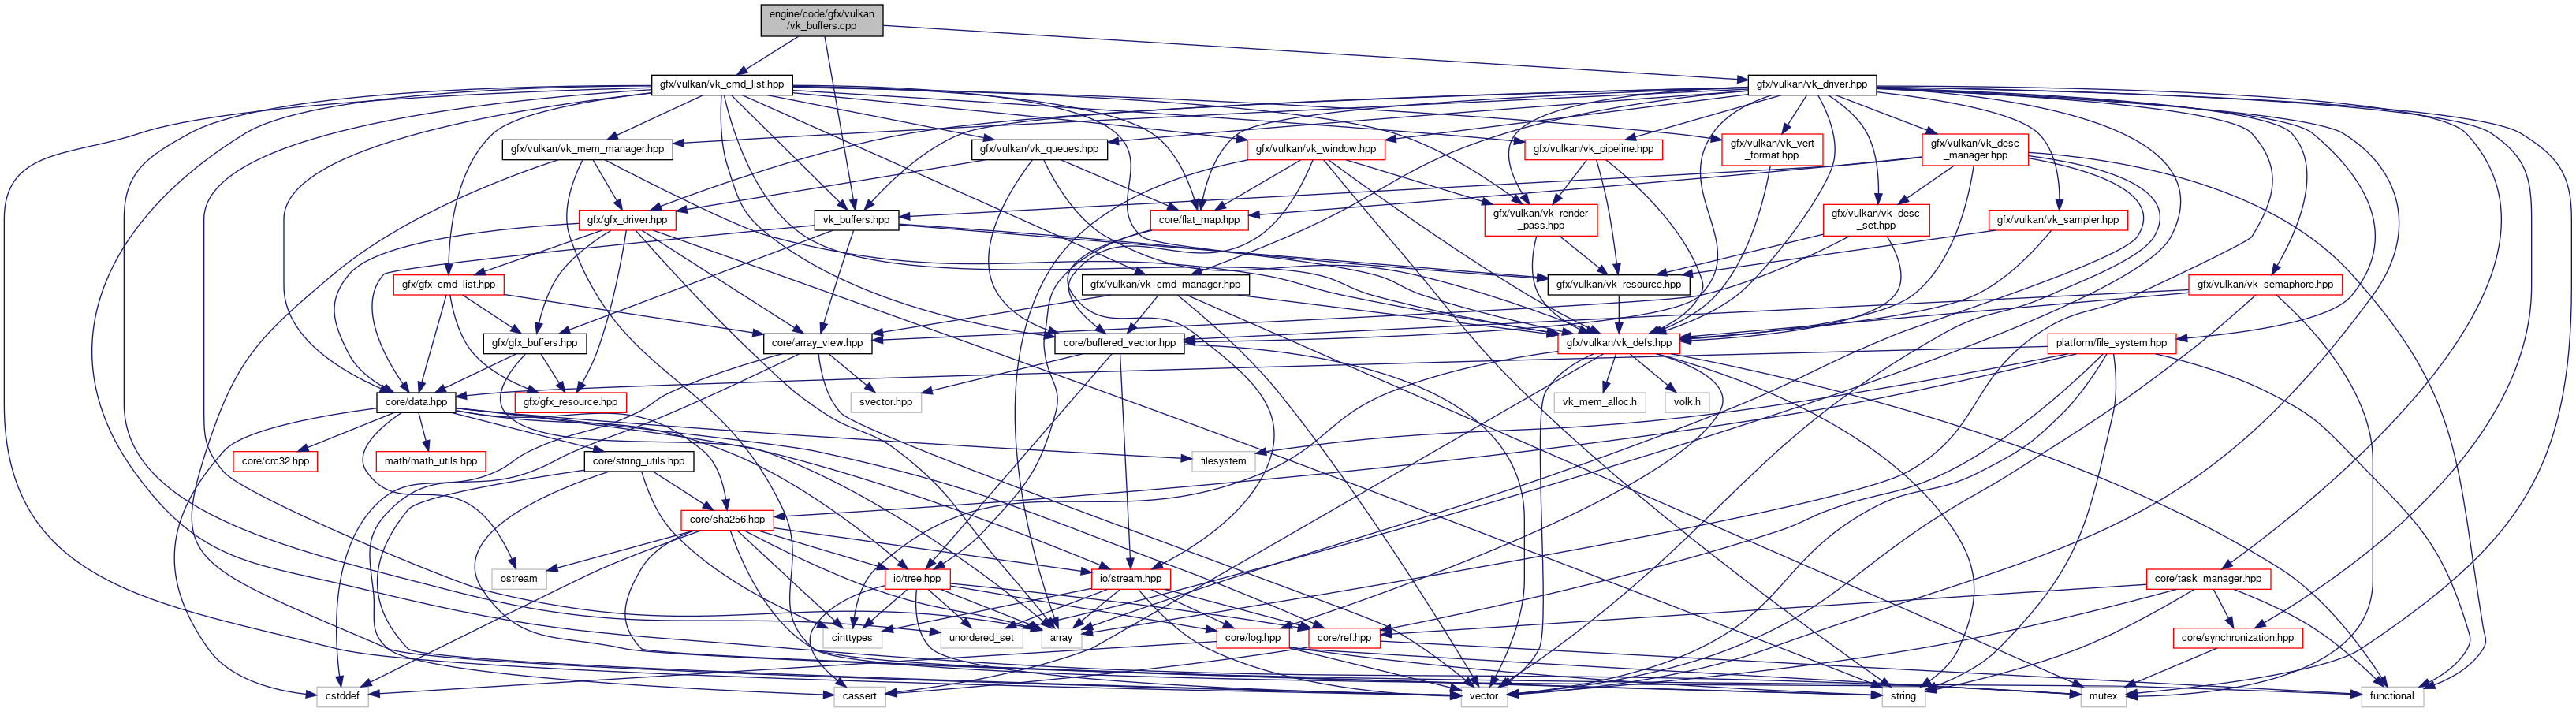 engine/code/gfx/vulkan
/vk_buffers.cpp
gfx/vulkan/vk_cmd_list.hpp
gfx/vulkan/vk_driver.hpp
gfx/vulkan/vk_mem_manager.hpp
gfx/vulkan/vk_queues.hpp
gfx/vulkan/vk_window.hpp
gfx/vulkan/vk_pipeline.hpp
gfx/vulkan/vk_vert
_format.hpp
gfx/vulkan/vk_desc
_manager.hpp
gfx/gfx_driver.hpp
vk_buffers.hpp
core/flat_map.hpp
gfx/vulkan/vk_render
_pass.hpp
gfx/vulkan/vk_desc
_set.hpp
gfx/vulkan/vk_sampler.hpp
gfx/gfx_cmd_list.hpp
gfx/vulkan/vk_cmd_manager.hpp
gfx/vulkan/vk_resource.hpp
gfx/vulkan/vk_semaphore.hpp
gfx/gfx_buffers.hpp
core/array_view.hpp
core/buffered_vector.hpp
gfx/vulkan/vk_defs.hpp
platform/file_system.hpp
core/data.hpp
gfx/gfx_resource.hpp
svector.hpp
vk_mem_alloc.h
volk.h
core/crc32.hpp
math/math_utils.hpp
core/string_utils.hpp
filesystem
core/sha256.hpp
ostream
io/tree.hpp
io/stream.hpp
core/task_manager.hpp
cinttypes
unordered_set
array
core/log.hpp
core/ref.hpp
core/synchronization.hpp
cstddef
cassert
vector
string
mutex
functional